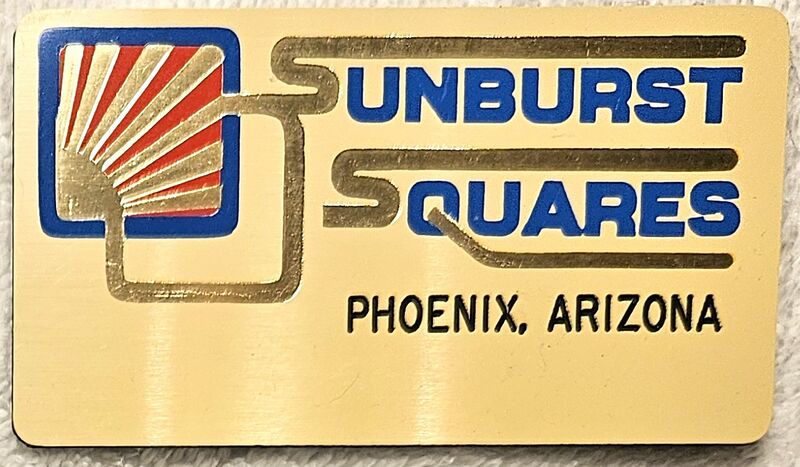 SUNBURST
SQUARES
PHOENIX, ARIZONA